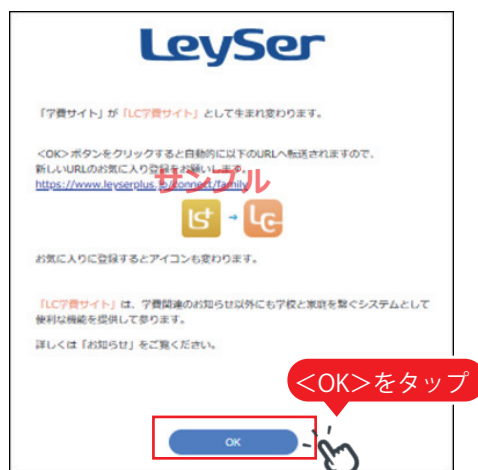 LeySer
「学費サイト」が「LC学費サイト」として生まれ変わります。
<OK>ボタンをクリックすると自動的に以下のURLへ転送されますので、
新しいURLのお気に入り登録をお願いします。
https://www.leyserplus.jp/connect/family
サンプル
LS+ → LC
お気に入りに登録するとアイコンも変わります。
「LC学費サイト」は、学費関連のお知らせ以外にも学校と家庭を繋ぐシステムとして
便利な機能を提供して参ります。
詳しくは「お知らせ」をご覧ください。
<OK>をタップ
OK